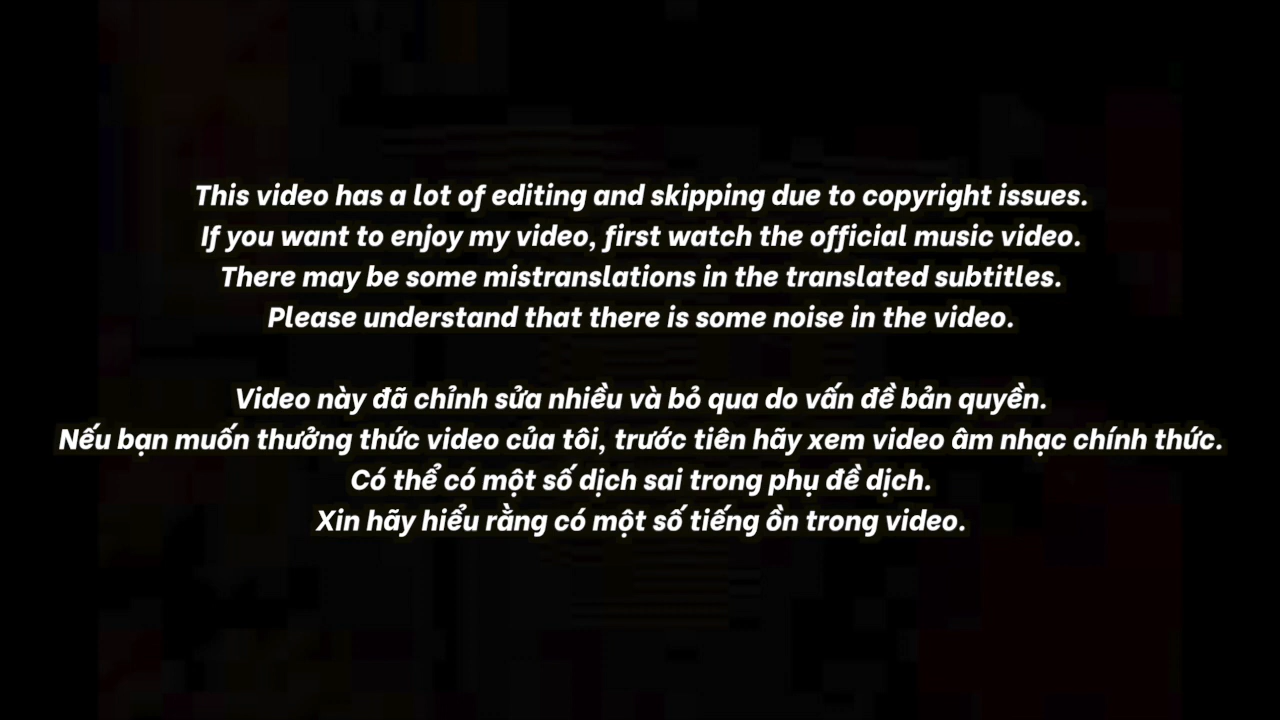 This video has a lot of editing and skipping due to copyright issues.
If you want to enjoy my video, first watch the official music video.
There may be some mistranslations in the translated subtitles.
Please understand that there is some noise in the video.
Video này đã chỉnh sửa nhiều và bỏ qua do vấn đề bản quyền.
Nếu bạn muốn thưởng thức video của tôi, trước tiên hãy xem video âm nhạc chính thức.
Có thể có một số dịch sai trong phụ đề dịch.
Xin hãy hiểu rằng có một số tiếng ồn trong video.